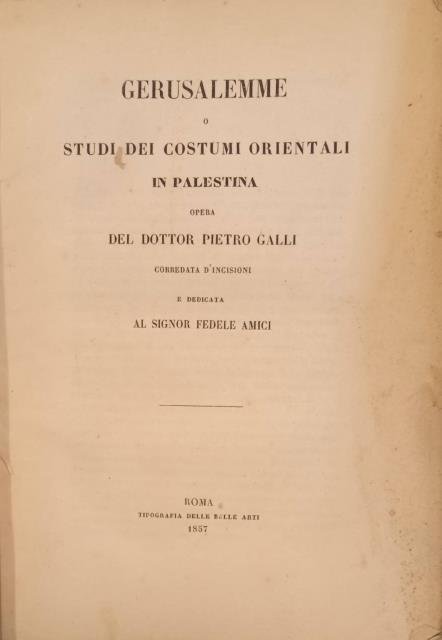 GERUSALEMME
O
STUDI DEI COSTUMI ORIENTALI
IN PALESTINA
OPERA
DEL DOTTOR PIETRO GALLI
CORREDATA D'INCISIONI
E DEDICATA
AL SIGNOR FEDELE AMICI
ROMA
TIPOGRAFIA DELLE BELLE ARTI
1857